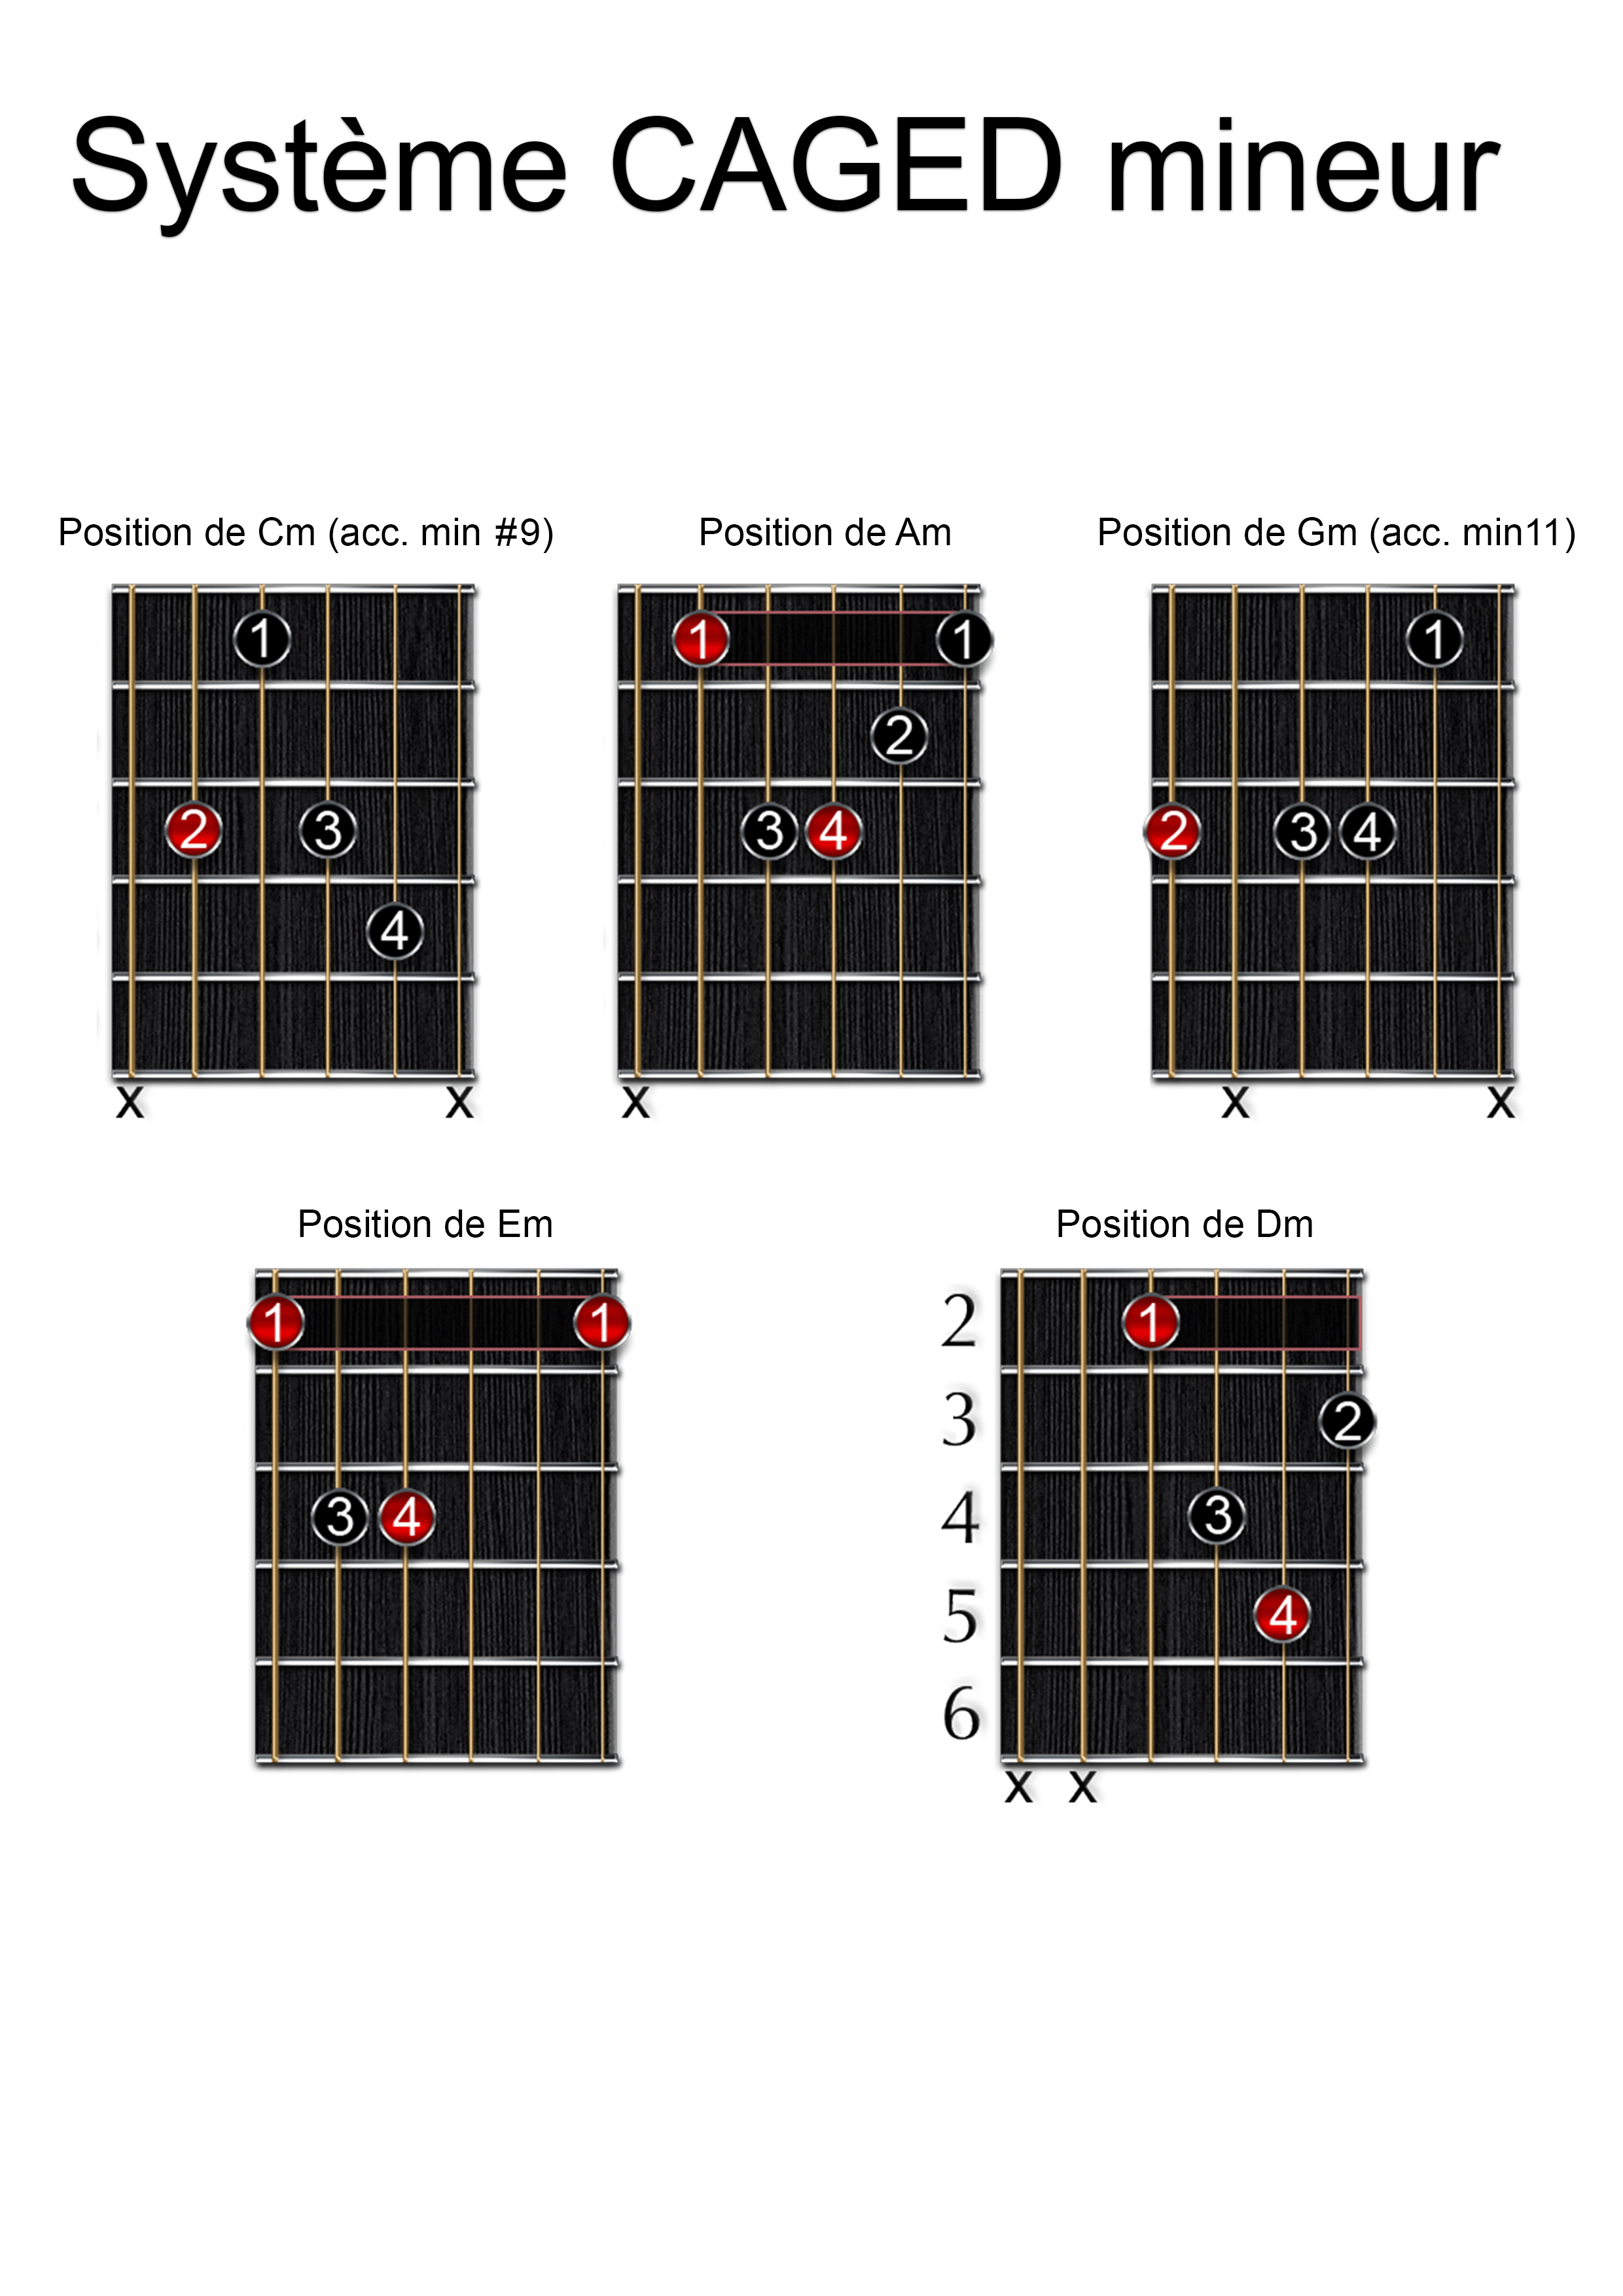 Système CAGED mineur
Position de Cm (acc. min #9)
Position de Am
Position de Gm (acc. min11)
1
2 3
4
x x
1 1
2
3 4
x
1
2 3 4
x x
Position de Em
Position de Dm
1 1
3 4
2 1
3 2
4 3
5 4
6
x x